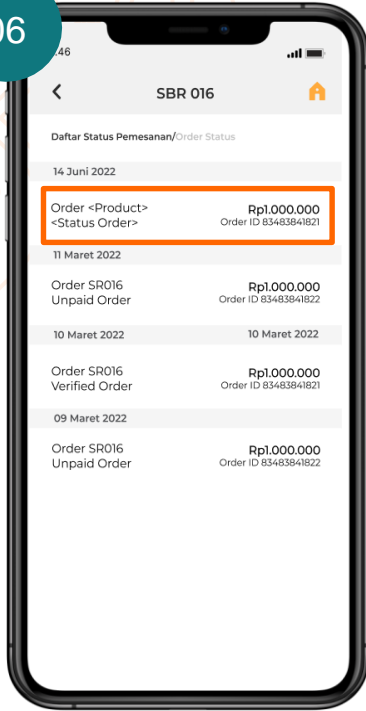 06
:46
SBR 016
Daftar Status Pemesanan/Order Status
14 Juni 2022
Order <Product> Rp1.000.000
<Status Order> Order ID 83483841821
11 Maret 2022
Order SR016 Rp1.000.000
Unpaid Order Order ID 83483841822
10 Maret 2022 10 Maret 2022
Order SR016 Rp1.000.000
Verified Order Order ID 83483841821
09 Maret 2022
Order SR016 Rp1.000.000
Unpaid Order Order ID 83483841822